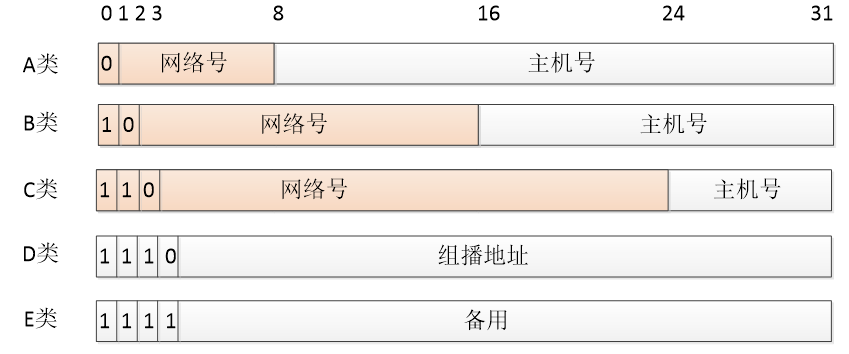 0 1 2 3 8 16 24 31
A类 0 网络号 主机号
B类 1 0 网络号 主机号
C类 1 1 0 网络号 主机号
D类 1 1 1 0 组播地址
E类 1 1 1 1 备用